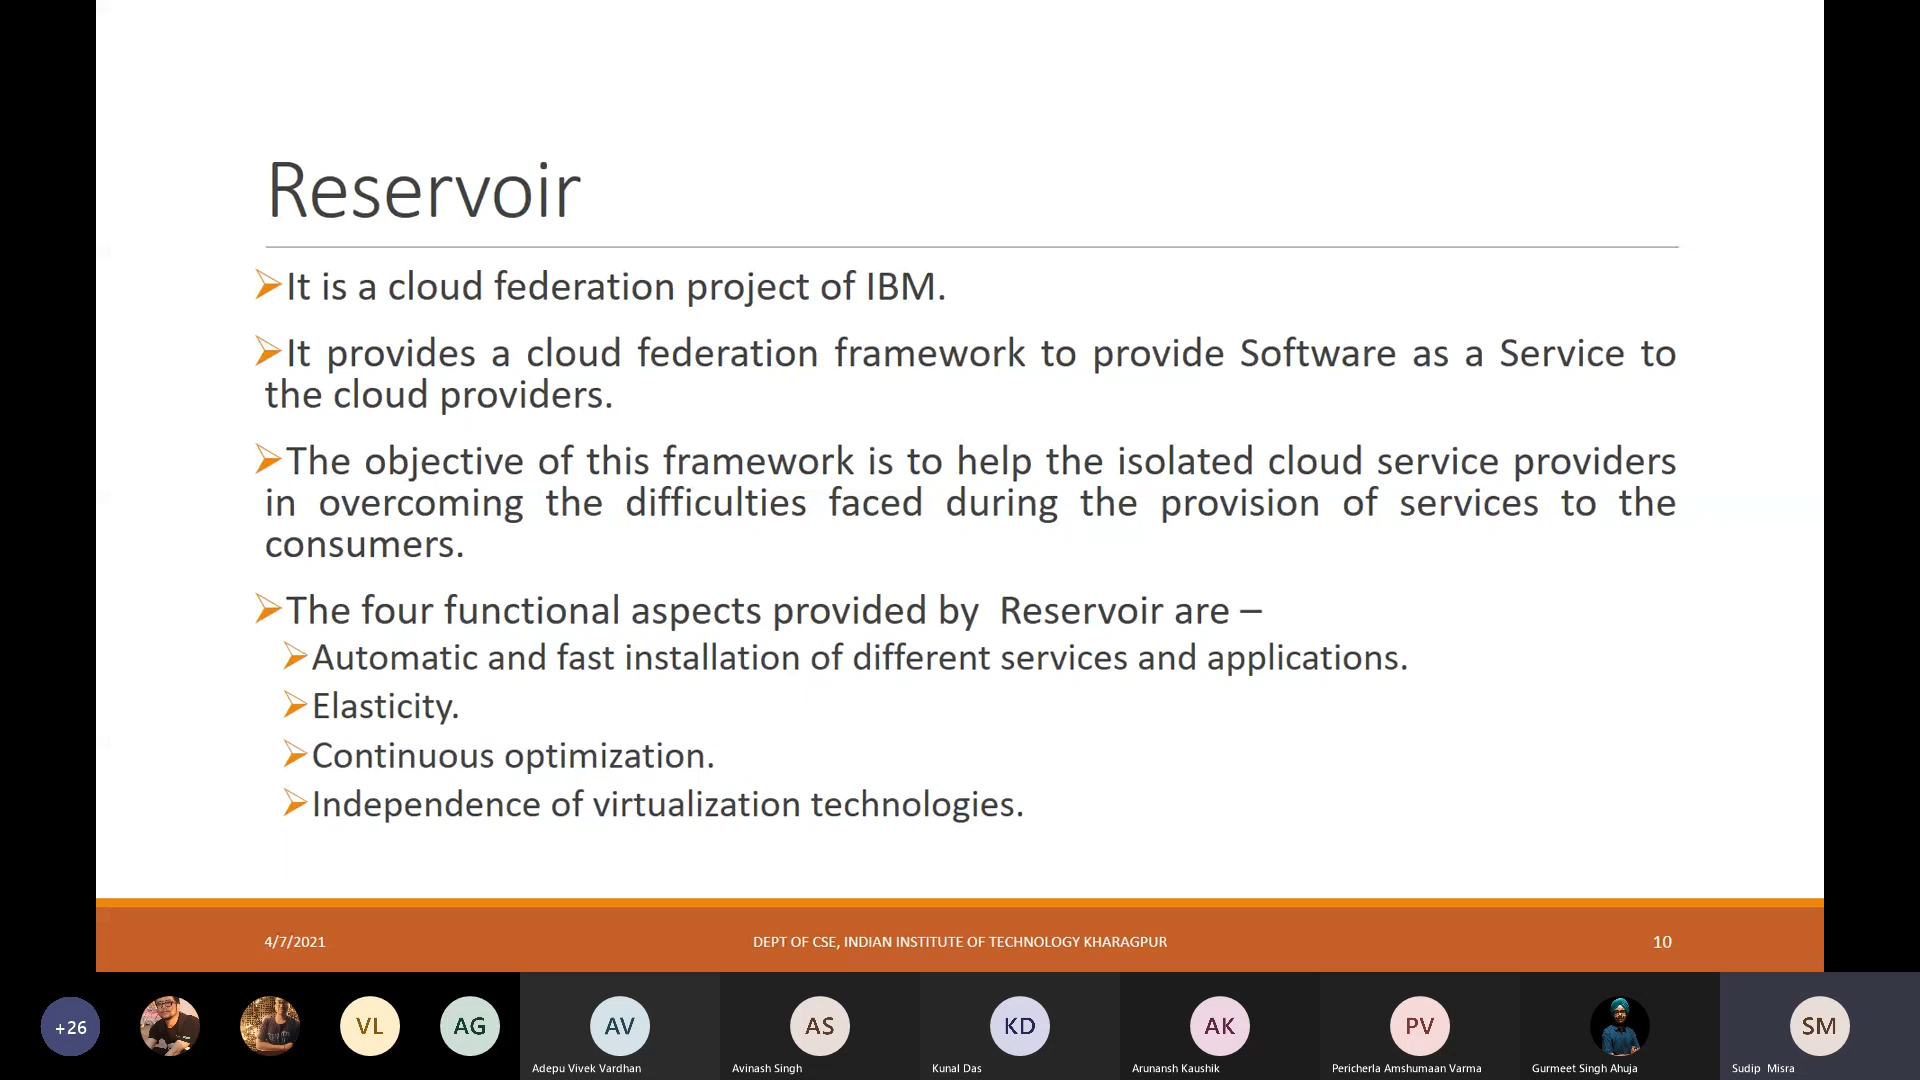 Reservoir
➢It is a cloud federation project of IBM.
➢It provides a cloud federation framework to provide Software as a Service to
the cloud providers.
➢The objective of this framework is to help the isolated cloud service providers
in overcoming the difficulties faced during the provision of services to the
consumers.
➢The four functional aspects provided by Reservoir are –
➢Automatic and fast installation of different services and applications.
➢Elasticity.
➢Continuous optimization.
➢Independence of virtualization technologies.
4/7/2021 DEPT OF CSE, INDIAN INSTITUTE OF TECHNOLOGY KHARAGPUR 10
+26 VL AG AV AS KD AK PV SM
Adepu Vivek Vardhan Avinash Singh Kunal Das Arunansh Kaushik Pericherla Amshumaan Varma Gurmeet Singh Ahuja Sudip Misra